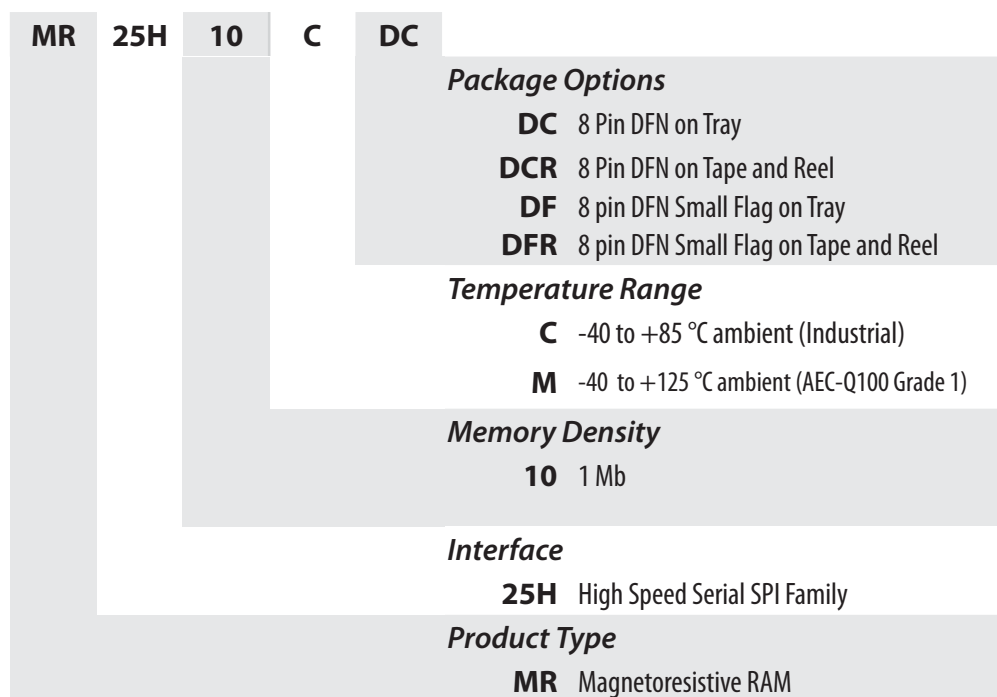 MR 25H 10 C DC
Package Options
DC 8 Pin DFN on Tray
DCR 8 Pin DFN on Tape and Reel
DF 8 pin DFN Small Flag on Tray
DFR 8 pin DFN Small Flag on Tape and Reel
Temperature Range
C -40 to +85 °C ambient (Industrial)
M -40 to +125 °C ambient (AEC-Q100 Grade 1)
Memory Density
10 1 Mb
Interface
25H High Speed Serial SPI Family
Product Type
MR Magnetoresistive RAM